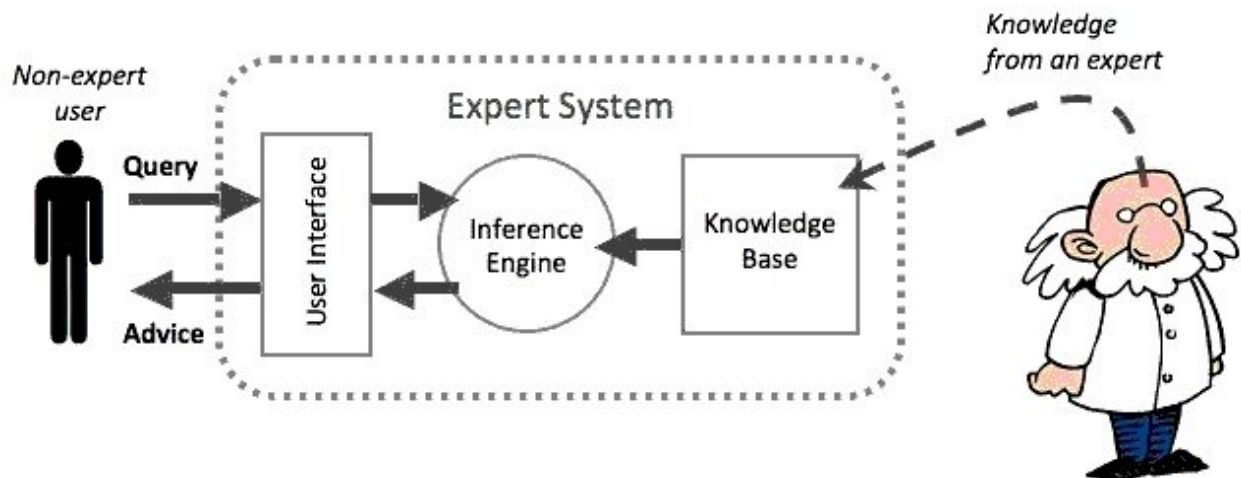 Non-expert
user
Query
Advice
Expert System
User Interface
Inference
Engine
Knowledge
Base
Knowledge
from an expert